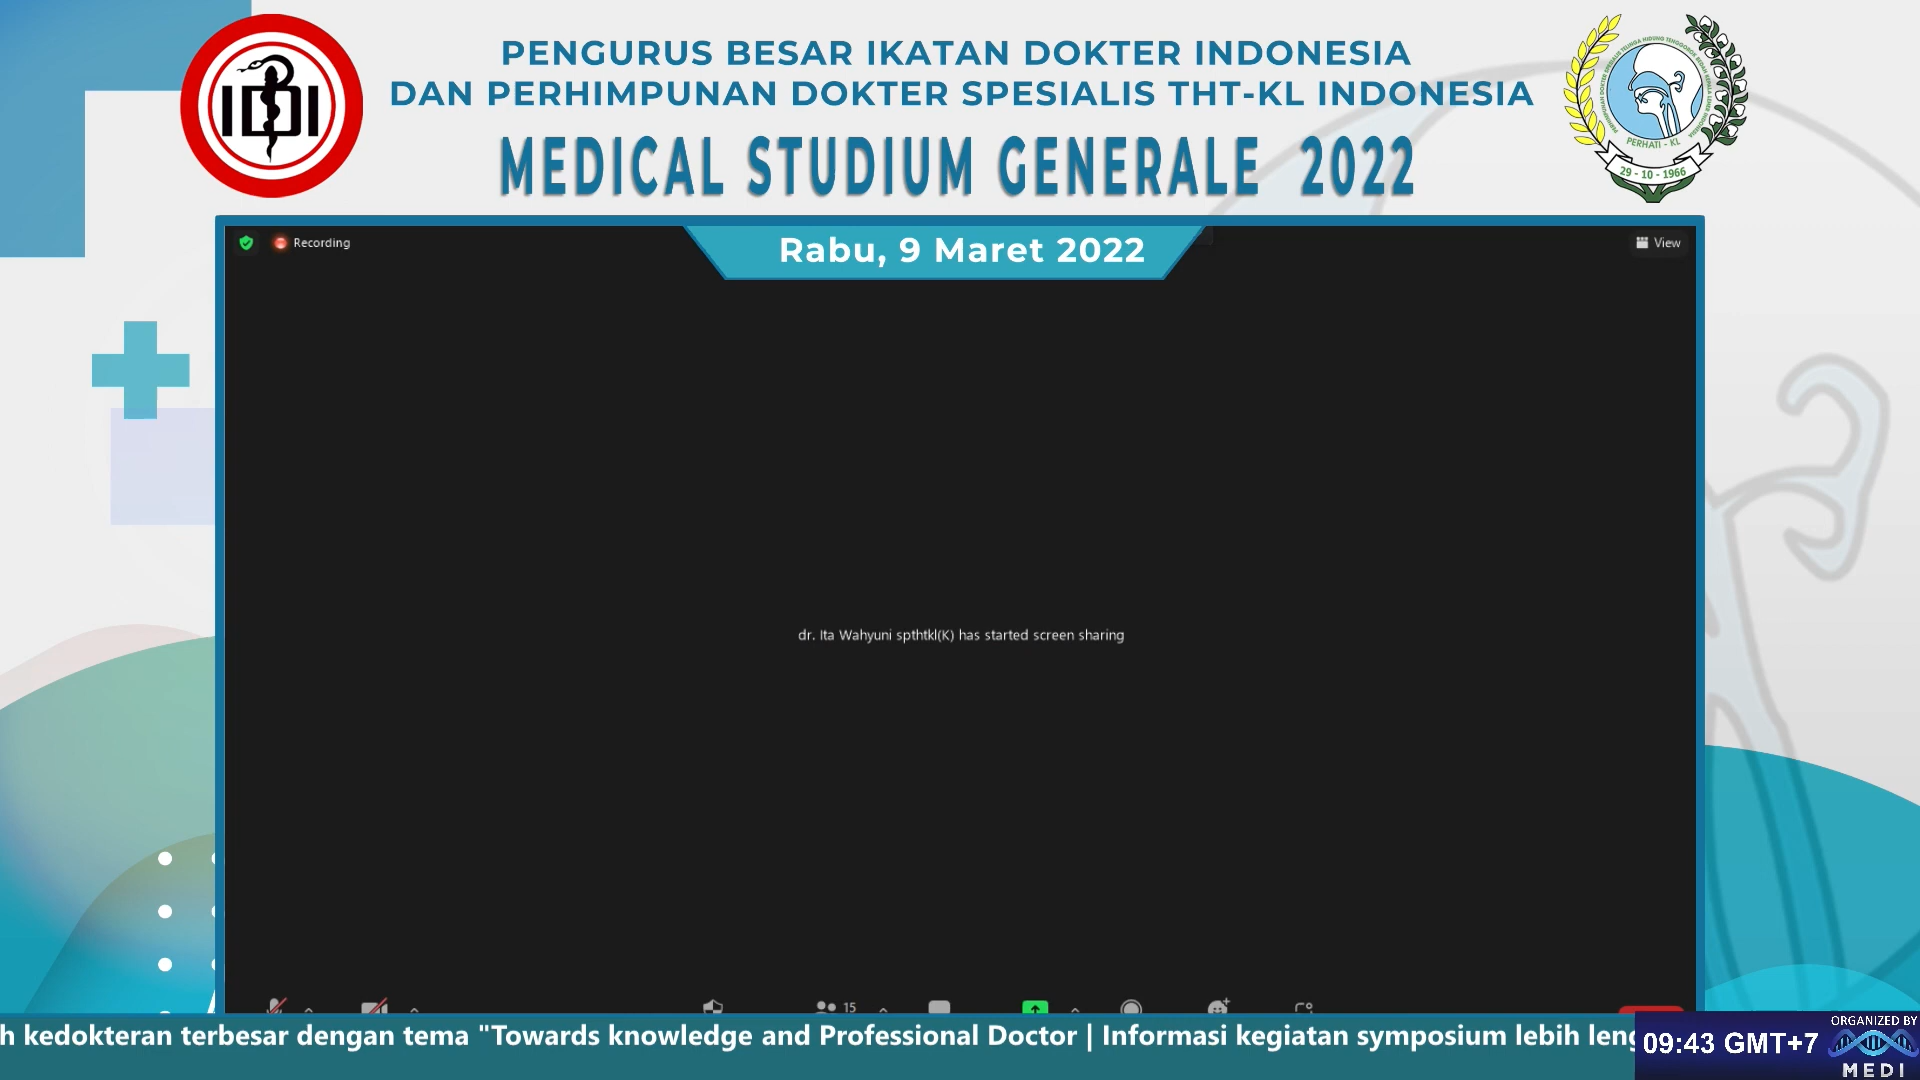 PENGURUS BESAR IKATAN DOKTER INDONESIA
DAN PERHIMPUNAN DOKTER SPESIALIS THT-KL INDONESIA
MEDICAL STUDIUM GENERALE 2022
IDI
PERHATI - KL
29 - 10 - 1966
Recording
Rabu, 9 Maret 2022
View
dr. Ita Wahyuni spthtkl(K) has started screen sharing
15
h kedokteran terbesar dengan tema "Towards knowledge and Professional Doctor | Informasi kegiatan symposium lebih leng
09:43 GMT+7
ORGANIZED BY
MEDI